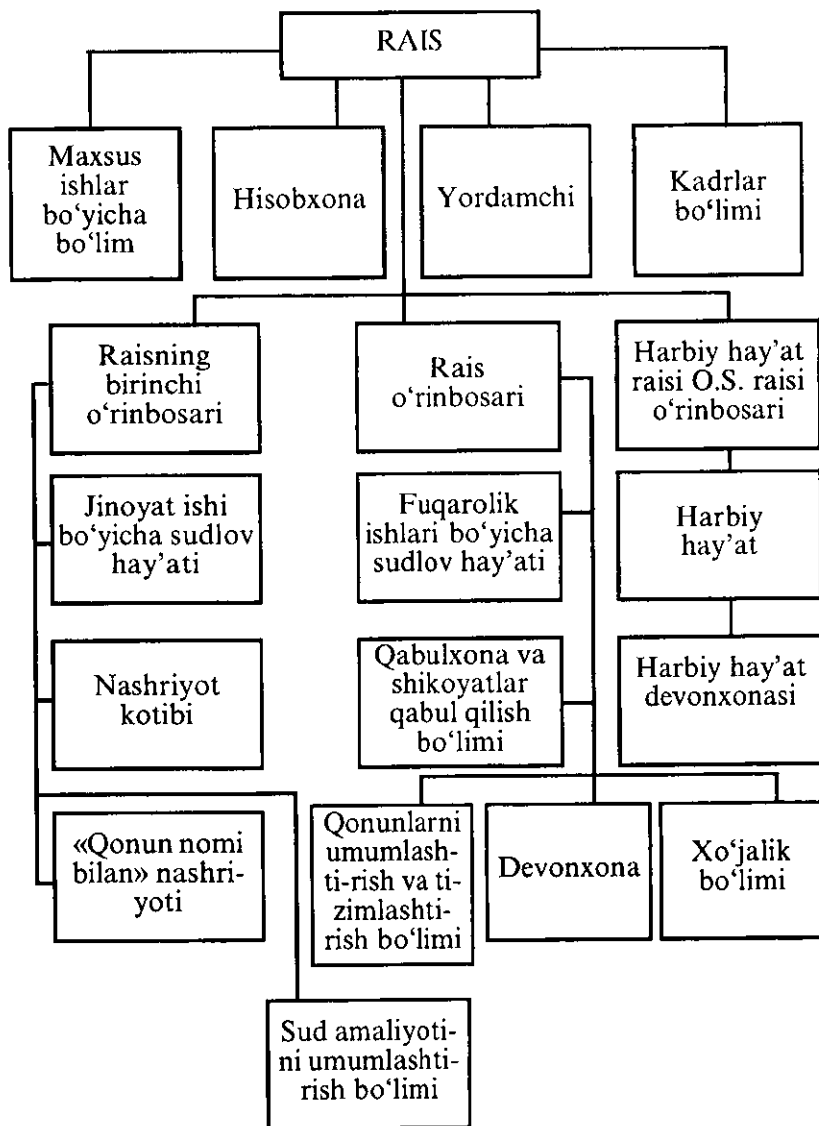 RAIS
Maxsus
ishlar
bo‘yicha
bo‘lim
Hisobxona
Yordamchi
Kadrlar
bo‘limi
Raisning
birinchi
o‘rinbosari
Rais
o‘rinbosari
Harbiy hay’at
raisi O.S. raisi
o‘rinbosari
Jinoyat ishi
bo‘yicha sudlov
hay’ati
Fuqarolik
ishlari bo‘yicha
sudlov hay’ati
Harbiy
hay’at
Nashriyot
kotibi
Qabulxona va
shikoyatlar
qabul qilish
bo‘limi
Harbiy hay’at
devonxonasi
«Qonun nomi
bilan» nashri-
yoti
Qonunlarni
umumlash-
ti-rish va ti-
zimlashti-
rish bo‘limi
Devonxona
Xo‘jalik
bo‘limi
Sud amaliyoti-
ni umumlashti-
rish bo‘limi